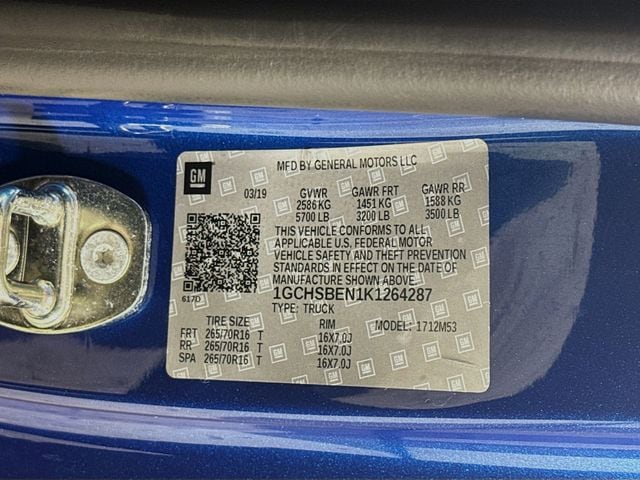 GM
MFD BY GENERAL MOTORS LLC
03/19 GVWR GAWR FRT GAWR RR
2586 KG 1451 KG 1588 KG
5700 LB 3200 LB 3500 LB
THIS VEHICLE CONFORMS TO ALL
APPLICABLE U.S. FEDERAL MOTOR
VEHICLE SAFETY AND THEFT PREVENTION
STANDARDS IN EFFECT ON THE DATE OF
MANUFACTURE SHOWN ABOVE.
617D 1GCHSBEN1K1264287
TYPE: TRUCK
TIRE SIZE RIM MODEL: 1712M53
FRT 265/70R16 T 16X7.0J
RR 265/70R16 T 16X7.0J
SPA 265/70R16 T 16X7.0J